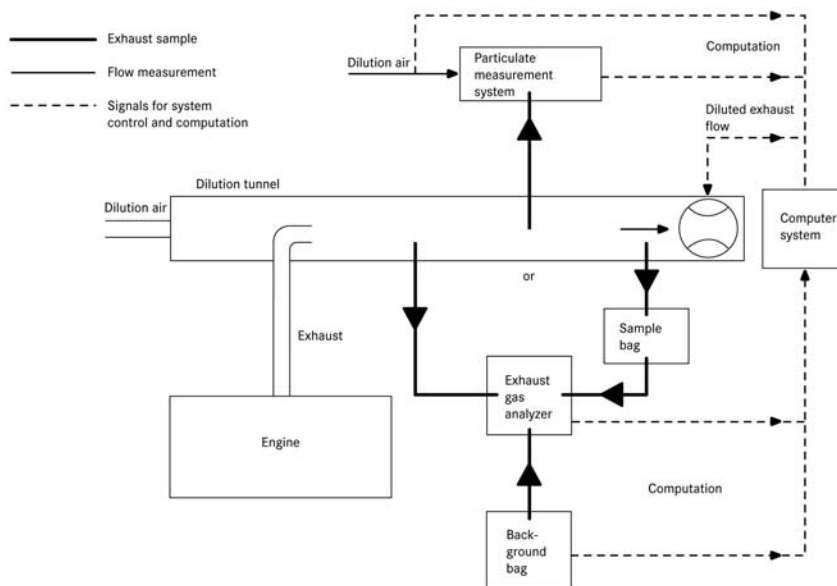 Exhaust sample
Flow measurement
Signals for system
control and computation
Dilution air
Particulate
measurement
system
Computation
Diluted exhaust
flow
Dilution tunnel
Dilution air
Computer
system
or
Exhaust
Sample
bag
Exhaust
gas
analyzer
Engine
Computation
Back-
ground
bag